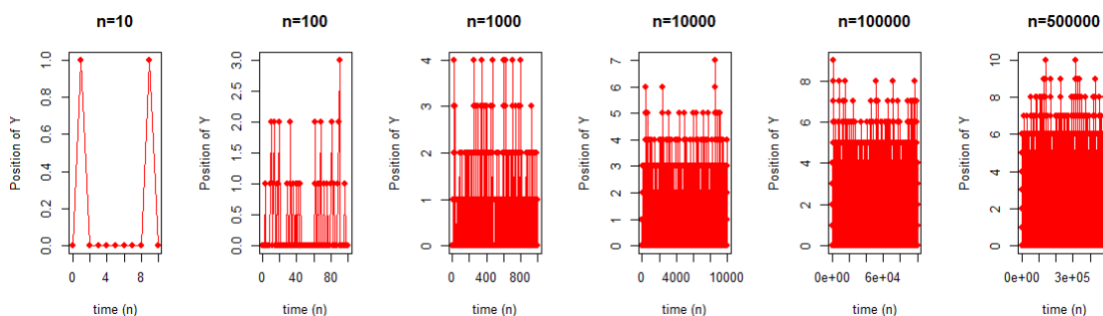 n=10 n=100 n=1000 n=10000 n=100000 n=500000
Position of Y
0.0 0.2 0.4 0.6 0.8 1.0
0 4 8
time (n)
Position of Y
0.0 0.5 1.0 1.5 2.0 2.5 3.0
0 40 80
time (n)
Position of Y
0 1 2 3 4
0 400 800
time (n)
Position of Y
0 1 2 3 4 5 6 7
0 4000 10000
time (n)
Position of Y
0 2 4 6 8
0e+00 6e+04
time (n)
Position of Y
0 2 4 6 8 10
0e+00 3e+05
time (n)